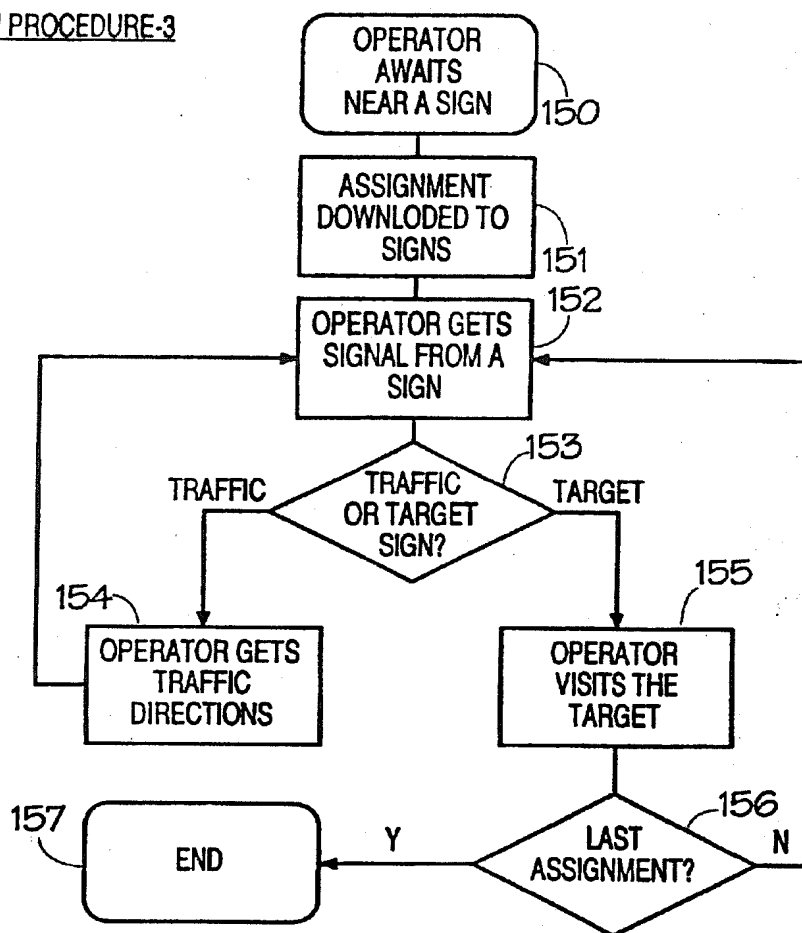 PROCEDURE-3
OPERATOR
AWAITS
NEAR A SIGN
150
ASSIGNMENT
DOWNLODED TO
SIGNS
151
152
OPERATOR GETS
SIGNAL FROM A
SIGN
153
TRAFFIC
TRAFFIC
OR TARGET
SIGN?
TARGET
154
OPERATOR GETS
TRAFFIC
DIRECTIONS
155
OPERATOR
VISITS THE
TARGET
156
LAST
ASSIGNMENT?
N
Y
157
END